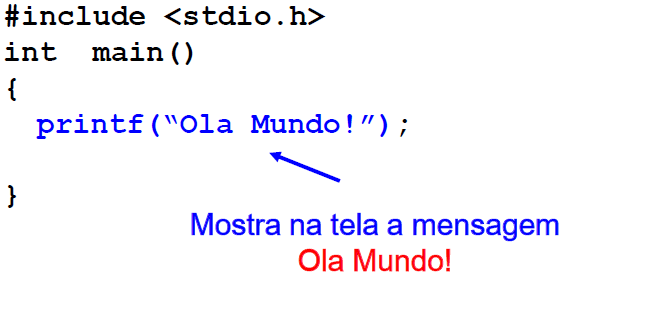 #include <stdio.h>
int  main()
{
printf(“Ola Mundo!”);
}
Mostra na tela a mensagem
Ola Mundo!